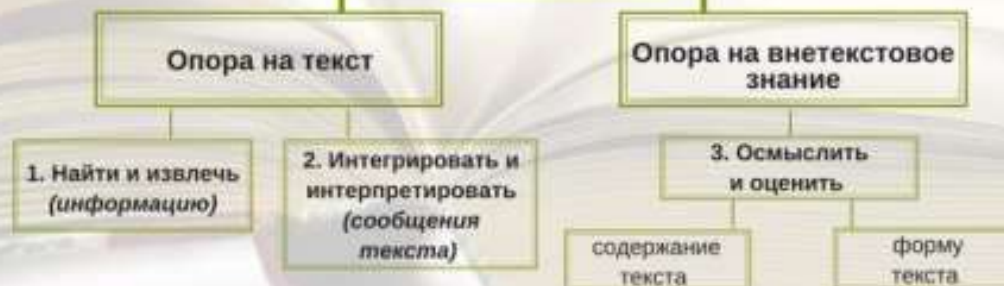 Опора на текст
Опора на внетекстовое
знание
1. Найти и извлечь
(информацию)
2. Интегрировать и
интерпретировать
(сообщения
текста)
3. Осмыслить
и оценить
содержание
текста
форму
текста